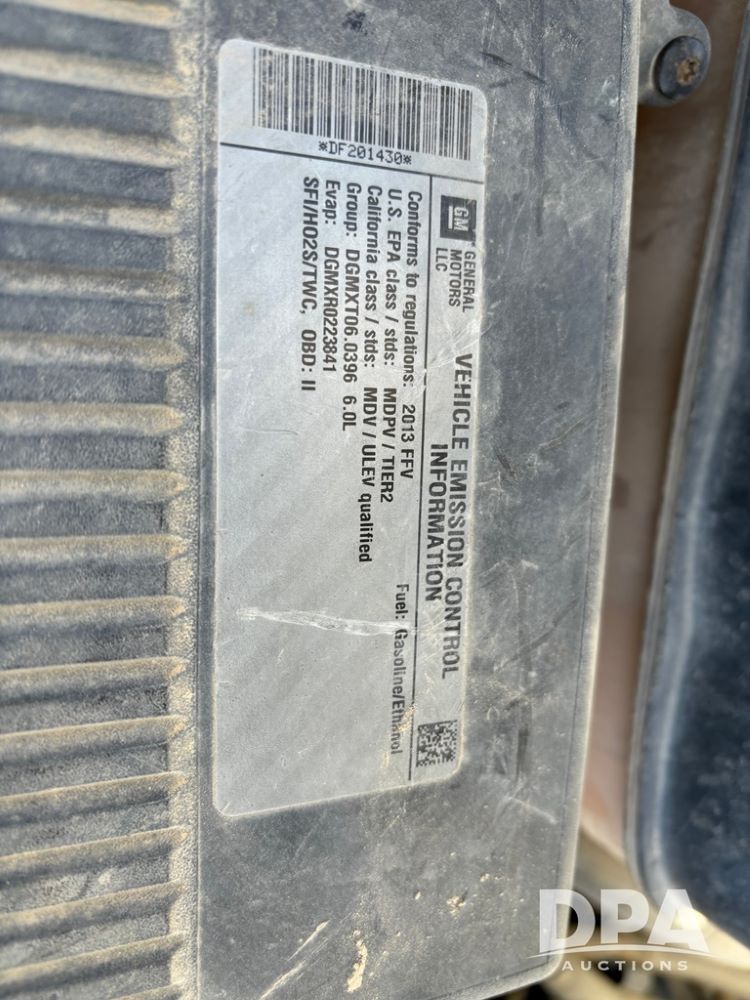 GM
GENERAL
MOTORS
LLC
VEHICLE EMISSION CONTROL
INFORMATION
Conforms to regulations: 2013 FFV
Fuel: Gasoline/Ethanol
U.S. EPA class / stds: MDPV / TIER2
California class / stds: MDV / ULEV qualified
Group: DGMXT06.0396 6.0L
Evap: DGMXR0223841
SFI/HO2S/TWC, OBD: II
*DF201430*
DPA
AUCTIONS